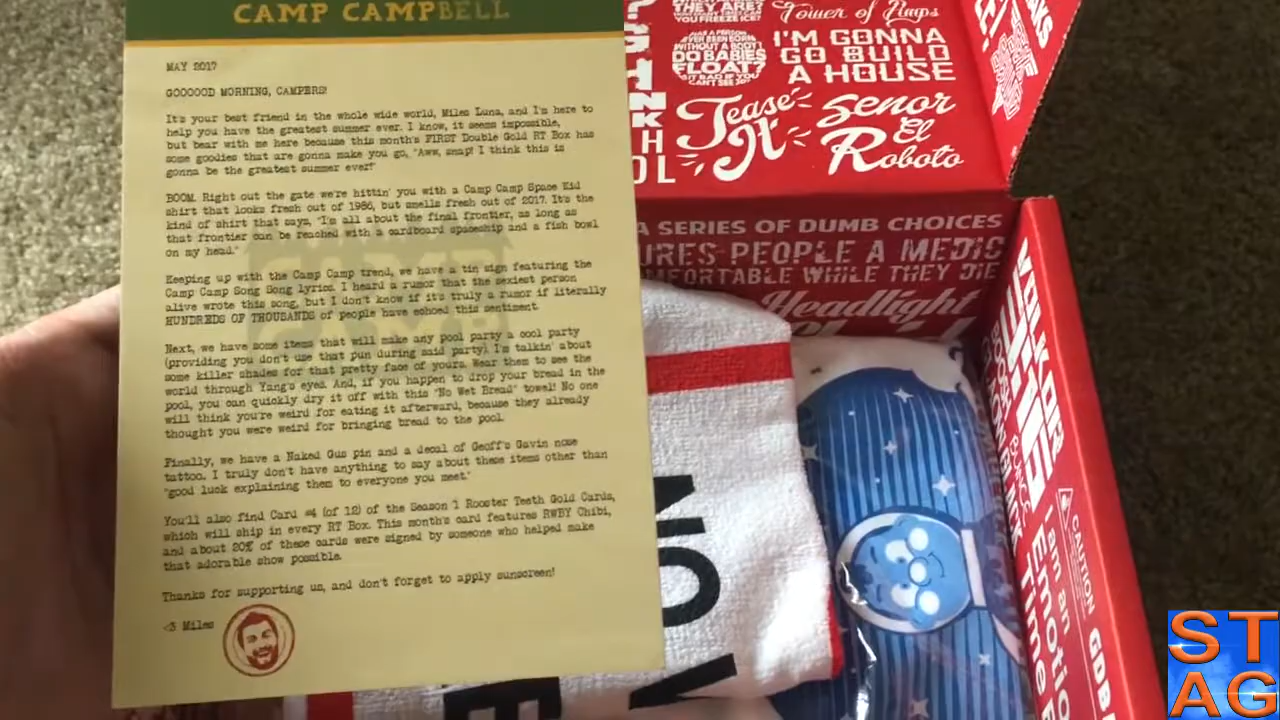 CAMP CAMPBELL
MAY 2017
GOOOOOD MORNING, CAMPERS!
It's your best friend in the whole wide world, Miles Luna, and I'm here to
help you have the greatest summer ever. I know, it seems impossible,
but bear with me here because this month's FIRST Double Gold RT Box has
some goodies that are gonna make you go, "Aww, snap! I think this is
gonna be the greatest summer ever!"
BOOM. Right out the gate we're hittin' you with a Camp Camp Space Kid
shirt that looks fresh out of 1986, but smells fresh out of 2017. It's the
kind of shirt that says, "I'm all about the final frontier, as long as
that frontier can be reached with a cardboard spaceship and a fish bowl
on my head."
Keeping up with the Camp Camp trend, we have a tin sign featuring the
Camp Camp Song Song lyrics. I heard a rumor that the sexiest person
alive wrote this song, but I don't know if it's truly a rumor if literally
HUNDREDS OF THOUSANDS of people have echoed this sentiment.
Next, we have some items that will make any pool party a cool party
(providing you don't use that pun during said party). I'm talkin' about
some killer shades for that pretty face of yours. Wear them to see the
world through Yang's eyes. And, if you happen to drop your bread in the
pool, you can quickly dry it off with this "No Wet Bread" towel! No one
will think you're weird for eating it afterward, because they already
thought you were weird for bringing bread to the pool.
Finally, we have a Naked Gus pin and a decal of Geoff's Gavin nose
tattoo. I truly don't have anything to say about these items other than
"good luck explaining them to everyone you meet."
You'll also find Card #4 (of 12) of the Season 1 Rooster Teeth Gold Cards,
which will ship in every RT Box. This month's card features RWBY Chibi,
and about 20% of these cards were signed by someone who helped make
that adorable show possible.
Thanks for supporting us, and don't forget to apply sunscreen!
<3 Miles
THEY ARE?
YOU FREEZE ICE?
Tower of Pimps
WITHOUT A BODY?
DO BABIES
FLOAT?
CAN'T SEE
I'M GONNA
GO BUILD
A HOUSE
Tease
It
Senor
El
Roboto
A SERIES OF DUMB CHOICES
URES PEOPLE A MEDIC
MFORTABLE WHILE THEY DIE
Headlight
NO
CAUTION
I am an
Time
ST
AG